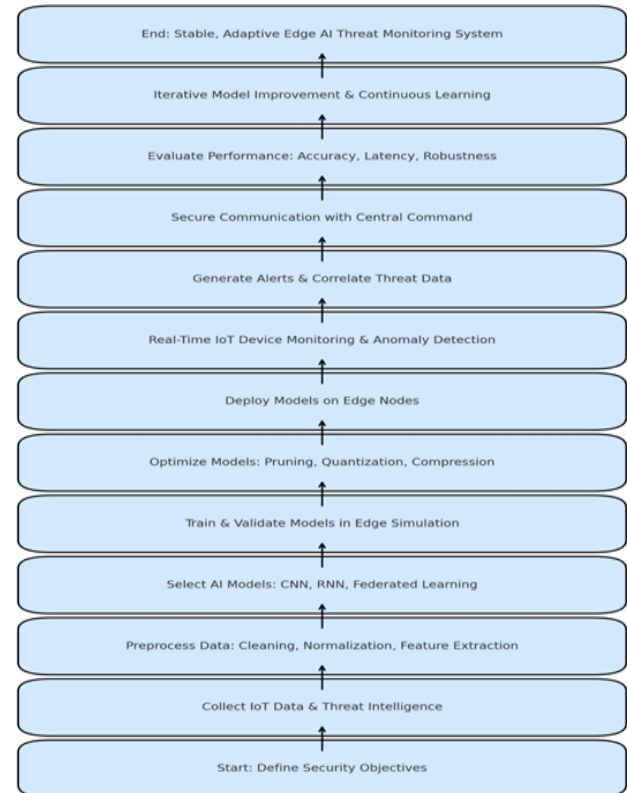 End: Stable, Adaptive Edge AI Threat Monitoring System
Iterative Model Improvement & Continuous Learning
Evaluate Performance: Accuracy, Latency, Robustness
Secure Communication with Central Command
Generate Alerts & Correlate Threat Data
Real-Time IoT Device Monitoring & Anomaly Detection
Deploy Models on Edge Nodes
Optimize Models: Pruning, Quantization, Compression
Train & Validate Models in Edge Simulation
Select AI Models: CNN, RNN, Federated Learning
Preprocess Data: Cleaning, Normalization, Feature Extraction
Collect IoT Data & Threat Intelligence
Start: Define Security Objectives